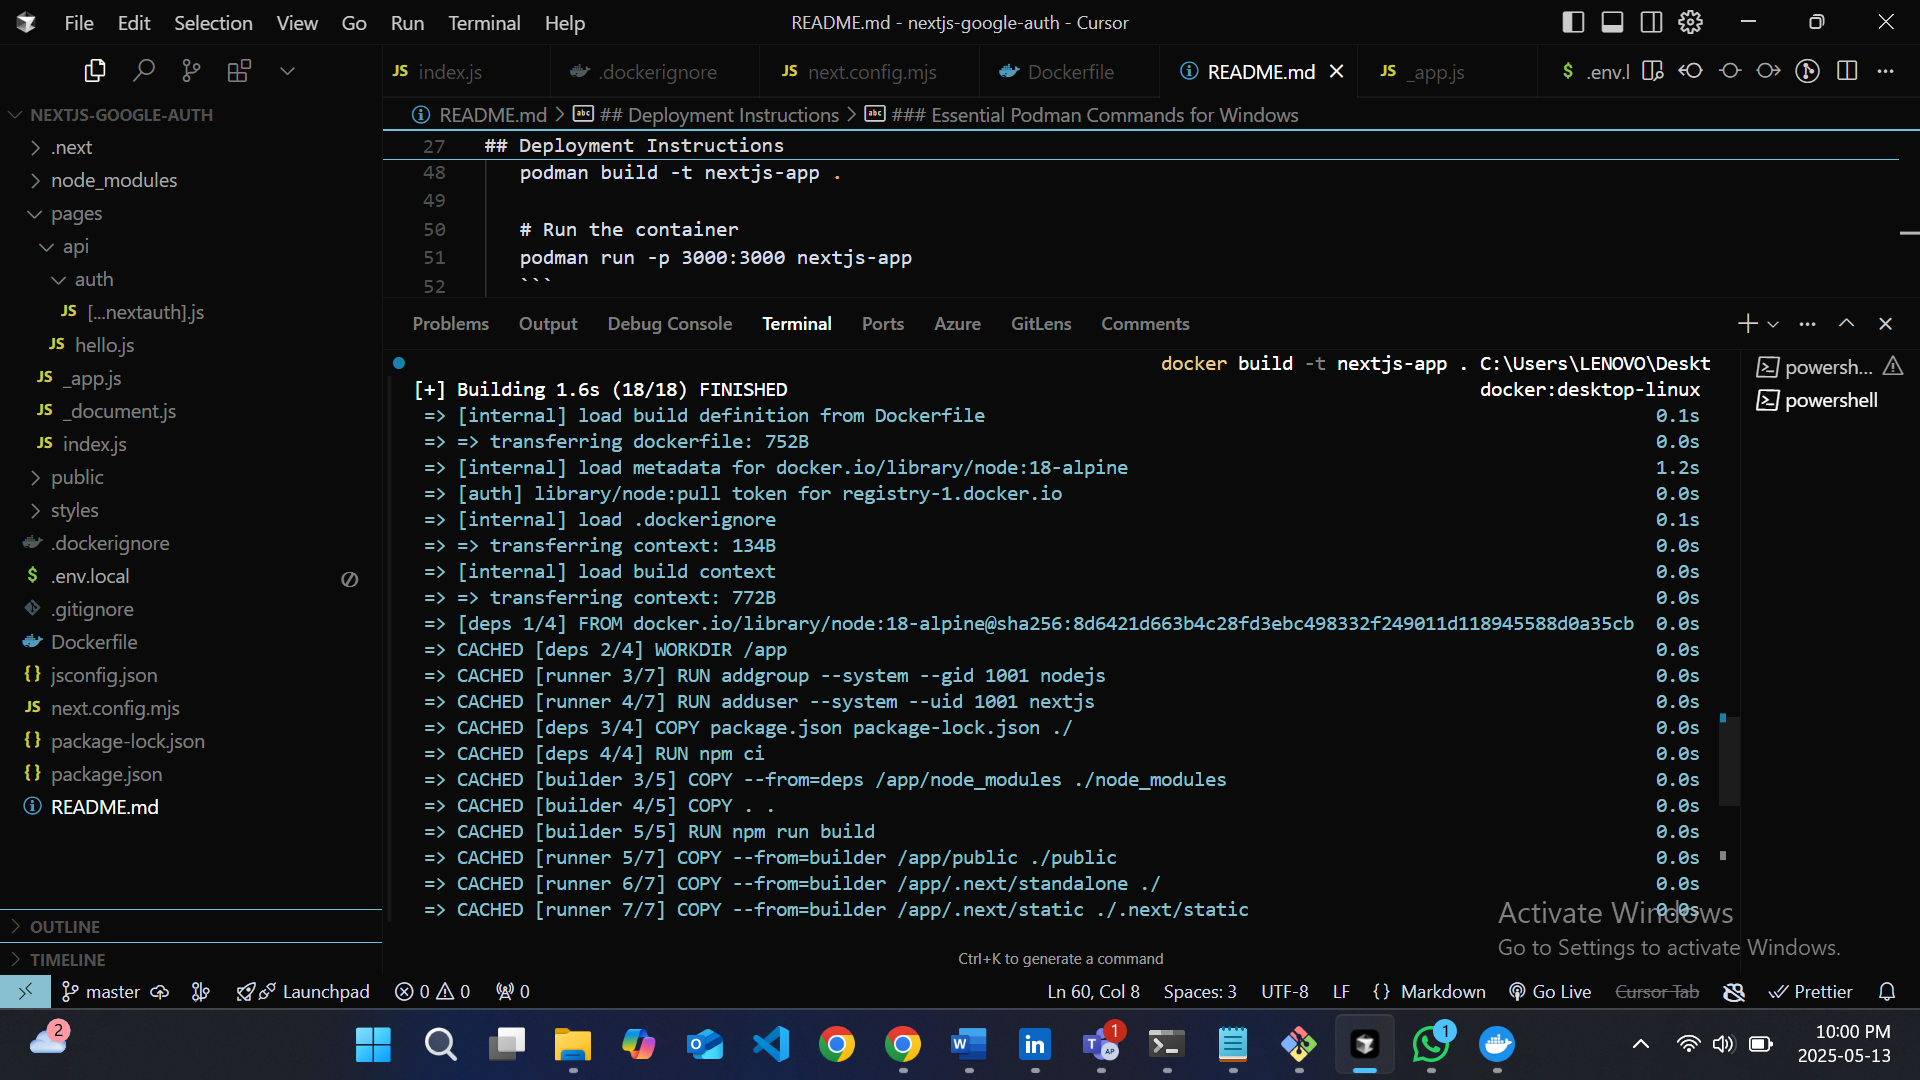 File Edit Selection View Go Run Terminal Help
README.md - nextjs-google-auth - Cursor
JS index.js
.dockerignore
JS next.config.mjs
Dockerfile
README.md
JS _app.js
$ .env.l
NEXTJS-GOOGLE-AUTH
.next
node_modules
pages
api
auth
JS [...nextauth].js
JS hello.js
JS _app.js
JS _document.js
JS index.js
public
styles
.dockerignore
$ .env.local
.gitignore
Dockerfile
{} jsconfig.json
JS next.config.mjs
{} package-lock.json
{} package.json
README.md
OUTLINE
TIMELINE
README.md > ## Deployment Instructions > ### Essential Podman Commands for Windows
27 ## Deployment Instructions
48 podman build -t nextjs-app .
49
50 # Run the container
51 podman run -p 3000:3000 nextjs-app
52 ```
Problems Output Debug Console Terminal Ports Azure GitLens Comments
docker build -t nextjs-app . C:\Users\LENOVO\Deskt
[+] Building 1.6s (18/18) FINISHED docker:desktop-linux
=> [internal] load build definition from Dockerfile 0.1s
=> => transferring dockerfile: 752B 0.0s
=> [internal] load metadata for docker.io/library/node:18-alpine 1.2s
=> [auth] library/node:pull token for registry-1.docker.io 0.0s
=> [internal] load .dockerignore 0.1s
=> => transferring context: 134B 0.0s
=> [internal] load build context 0.0s
=> => transferring context: 772B 0.0s
=> [deps 1/4] FROM docker.io/library/node:18-alpine@sha256:8d6421d663b4c28fd3ebc498332f249011d118945588d0a35cb 0.0s
=> CACHED [deps 2/4] WORKDIR /app 0.0s
=> CACHED [runner 3/7] RUN addgroup --system --gid 1001 nodejs 0.0s
=> CACHED [runner 4/7] RUN adduser --system --uid 1001 nextjs 0.0s
=> CACHED [deps 3/4] COPY package.json package-lock.json ./ 0.0s
=> CACHED [deps 4/4] RUN npm ci 0.0s
=> CACHED [builder 3/5] COPY --from=deps /app/node_modules ./node_modules 0.0s
=> CACHED [builder 4/5] COPY . . 0.0s
=> CACHED [builder 5/5] RUN npm run build 0.0s
=> CACHED [runner 5/7] COPY --from=builder /app/public ./public 0.0s
=> CACHED [runner 6/7] COPY --from=builder /app/.next/standalone ./ 0.0s
=> CACHED [runner 7/7] COPY --from=builder /app/.next/static ./.next/static 0.0s
powersh...
powershell
Activate Windows
Go to Settings to activate Windows.
Ctrl+K to generate a command
master Launchpad 0 0 0
Ln 60, Col 8 Spaces: 3 UTF-8 LF {} Markdown Go Live Cursor Tab Prettier
2
1
1
10:00 PM
2025-05-13